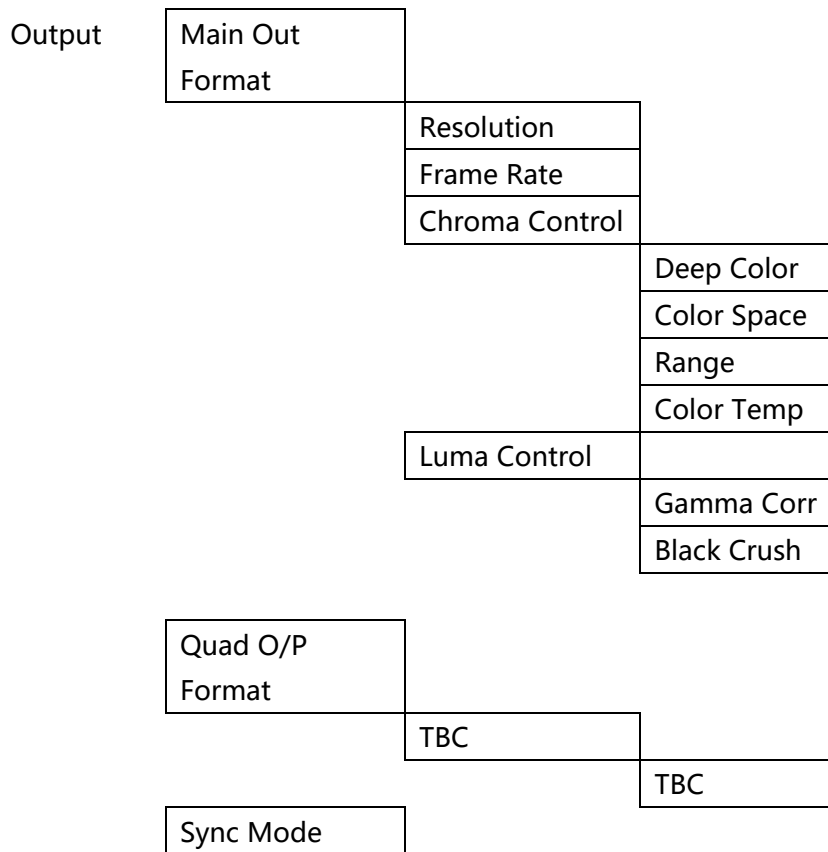 Output
Main Out
Format
Resolution
Frame Rate
Chroma Control
Deep Color
Color Space
Range
Color Temp
Luma Control
Gamma Corr
Black Crush
Quad O/P
Format
TBC
TBC
Sync Mode